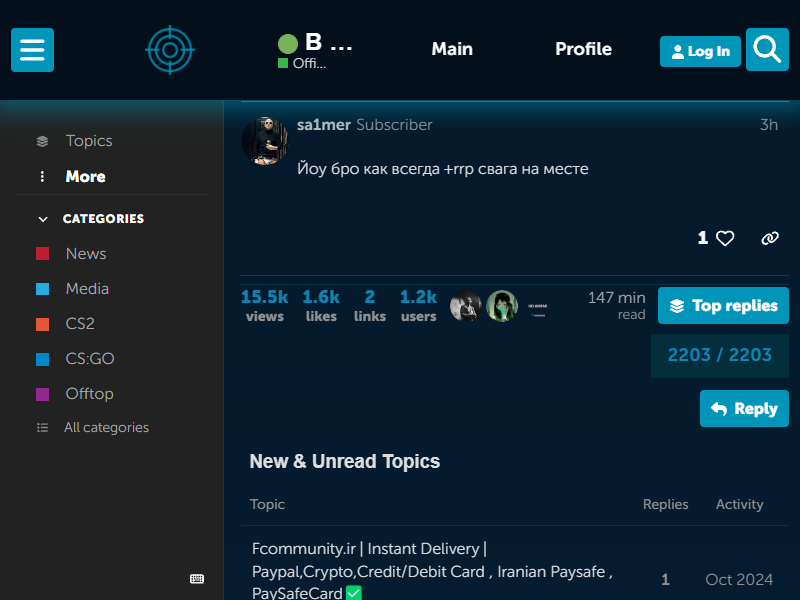 B ...
Offi...
Main
Profile
Log In
Topics
More
CATEGORIES
News
Media
CS2
CS:GO
Offtop
All categories
sa1mer Subscriber
3h
Йоу бро как всегда +rrp свага на месте
1
15.5k
views
1.6k
likes
2
links
1.2k
users
147 min
read
Top replies
2203 / 2203
Reply
New & Unread Topics
Topic
Replies
Activity
Fcommunity.ir | Instant Delivery |
Paypal,Crypto,Credit/Debit Card , Iranian Paysafe ,
PaySafeCard ✅
1
Oct 2024